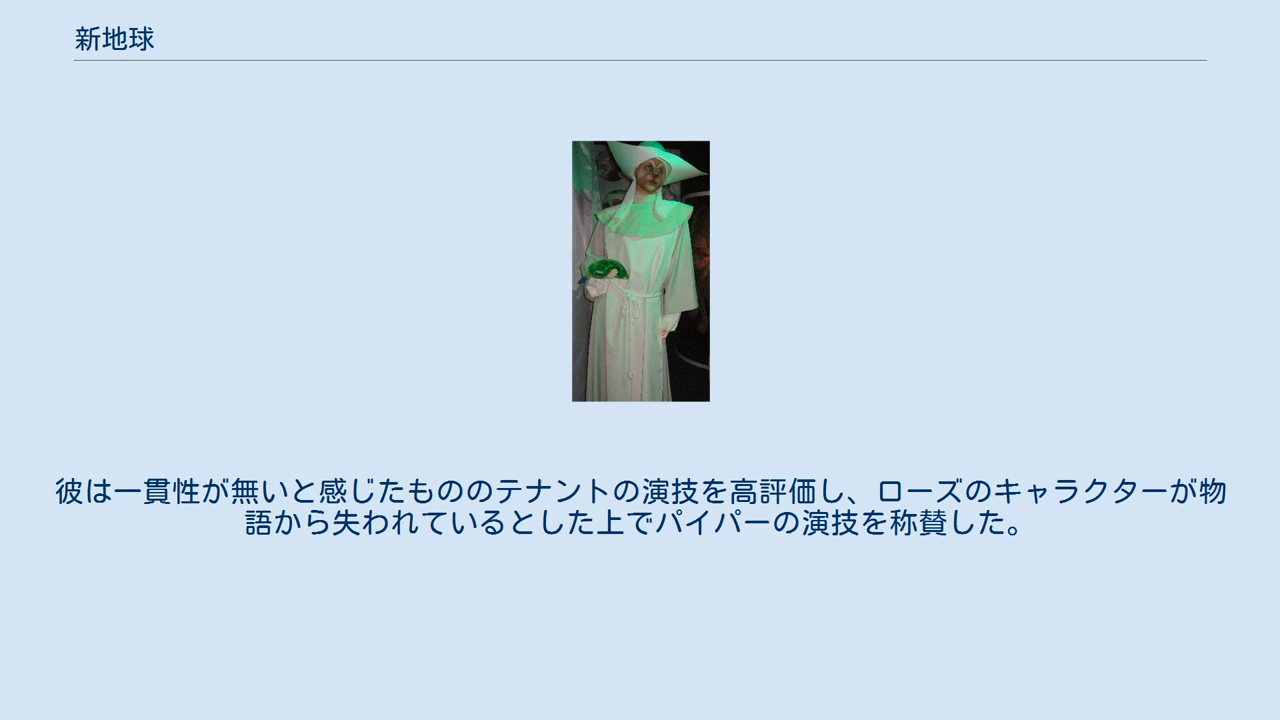 新地球
彼は一貫性が無いと感じたもののテナントの演技を高評価し、ローズのキャラクターが物
語から失われているとした上でパイパーの演技を称賛した。